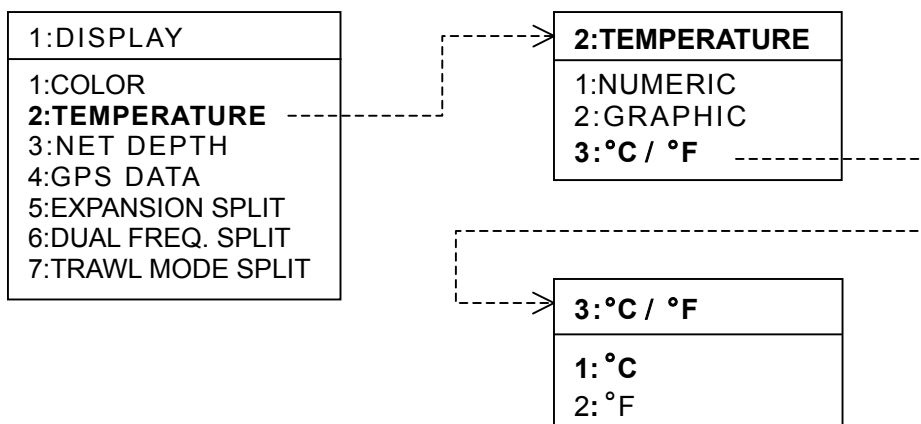 1:DISPLAY
1:COLOR
2:TEMPERATURE
3:NET DEPTH
4:GPS DATA
5:EXPANSION SPLIT
6:DUAL FREQ. SPLIT
7:TRAWL MODE SPLIT
2:TEMPERATURE
1:NUMERIC
2:GRAPHIC
3:°C / °F
3:°C / °F
1:°C
2:°F